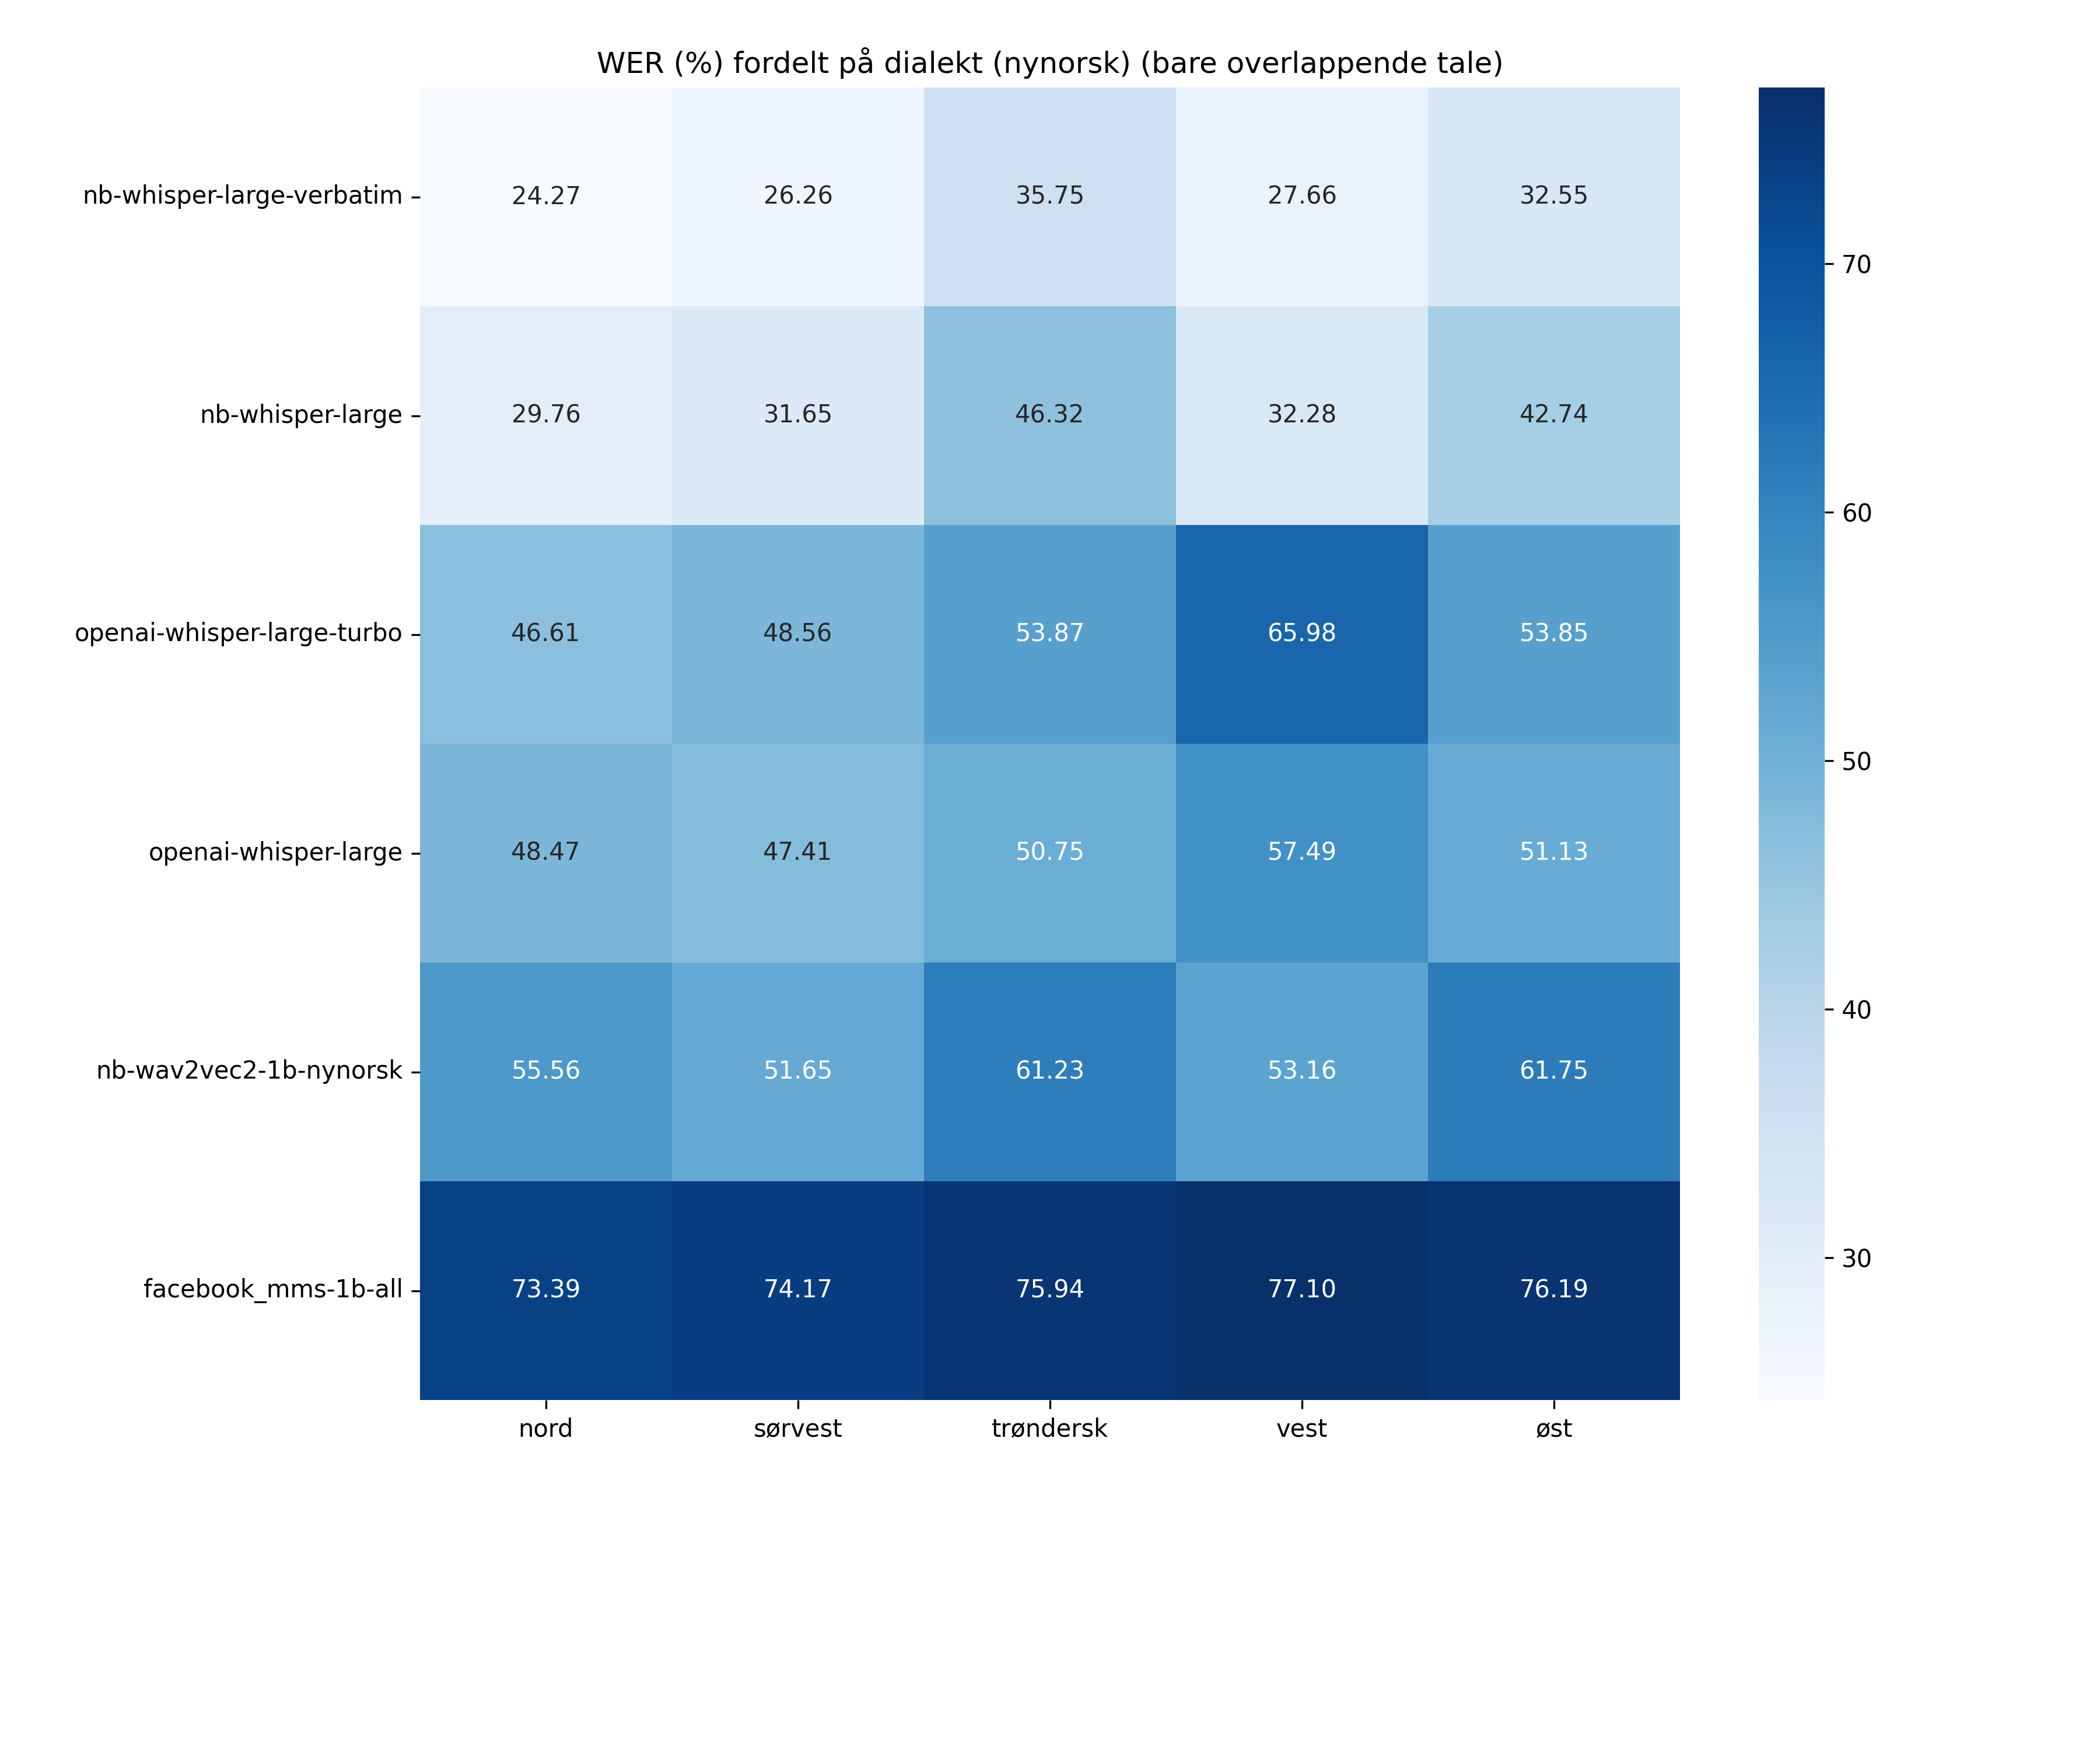 WER (%) fordelt på dialekt (nynorsk) (bare overlappende tale)
nb-whisper-large-verbatim 24.27 26.26 35.75 27.66 32.55
nb-whisper-large 29.76 31.65 46.32 32.28 42.74
openai-whisper-large-turbo 46.61 48.56 53.87 65.98 53.85
openai-whisper-large 48.47 47.41 50.75 57.49 51.13
nb-wav2vec2-1b-nynorsk 55.56 51.65 61.23 53.16 61.75
facebook_mms-1b-all 73.39 74.17 75.94 77.10 76.19
nord sørvest trøndersk vest øst
70
60
50
40
30